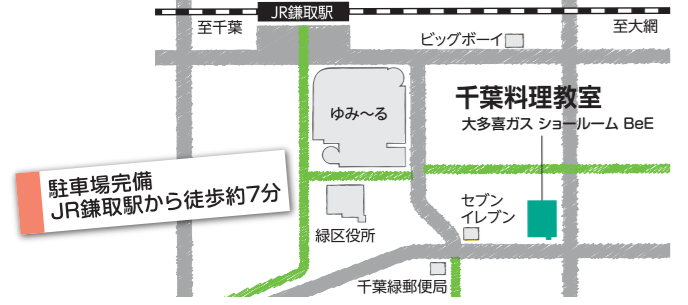 JR鎌取駅
至千葉
至大網
ビッグボーイ
千葉料理教室
大多喜ガス ショールーム BeE
ゆみ〜る
駐車場完備
JR鎌取駅から徒歩約7分
セブン
イレブン
緑区役所
千葉緑郵便局